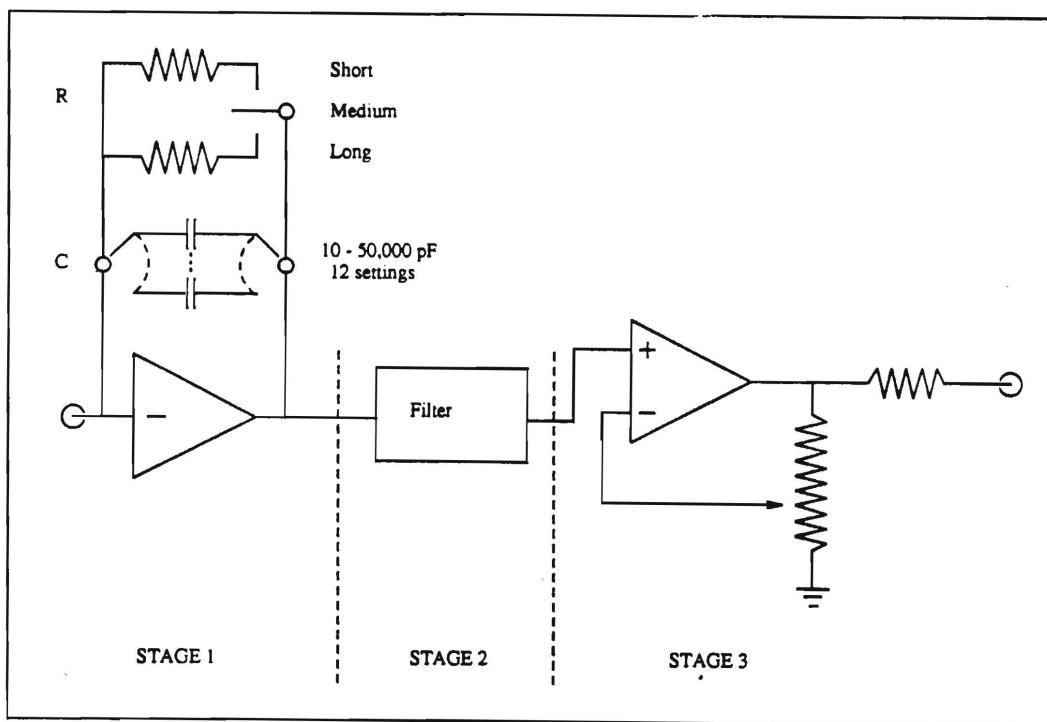 Short
R
Medium
Long
C
10 - 50,000 pF
12 settings
Filter
+
−
−
STAGE 1
STAGE 2
STAGE 3